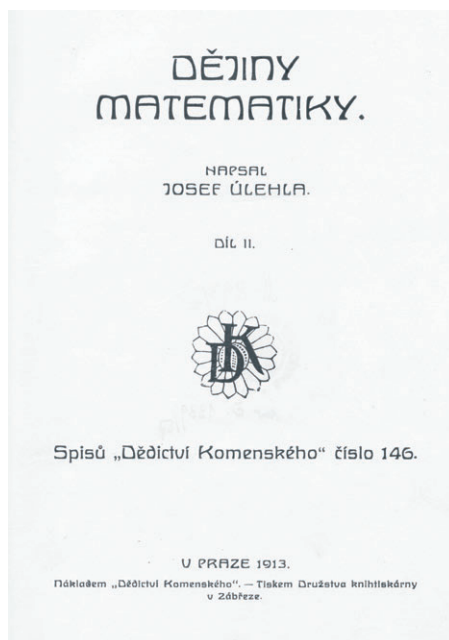 DĚJINY
MATEMATIKY.
NAPSAL
JOSEF ÚLEHLA.
DÍL II.
DK
Spisů „Dědictví Komenského“ číslo 146.
V PRAZE 1913.
Nákladem „Dědictví Komenského“. — Tiskem Družstva knihtiskárny
v Zábřeze.